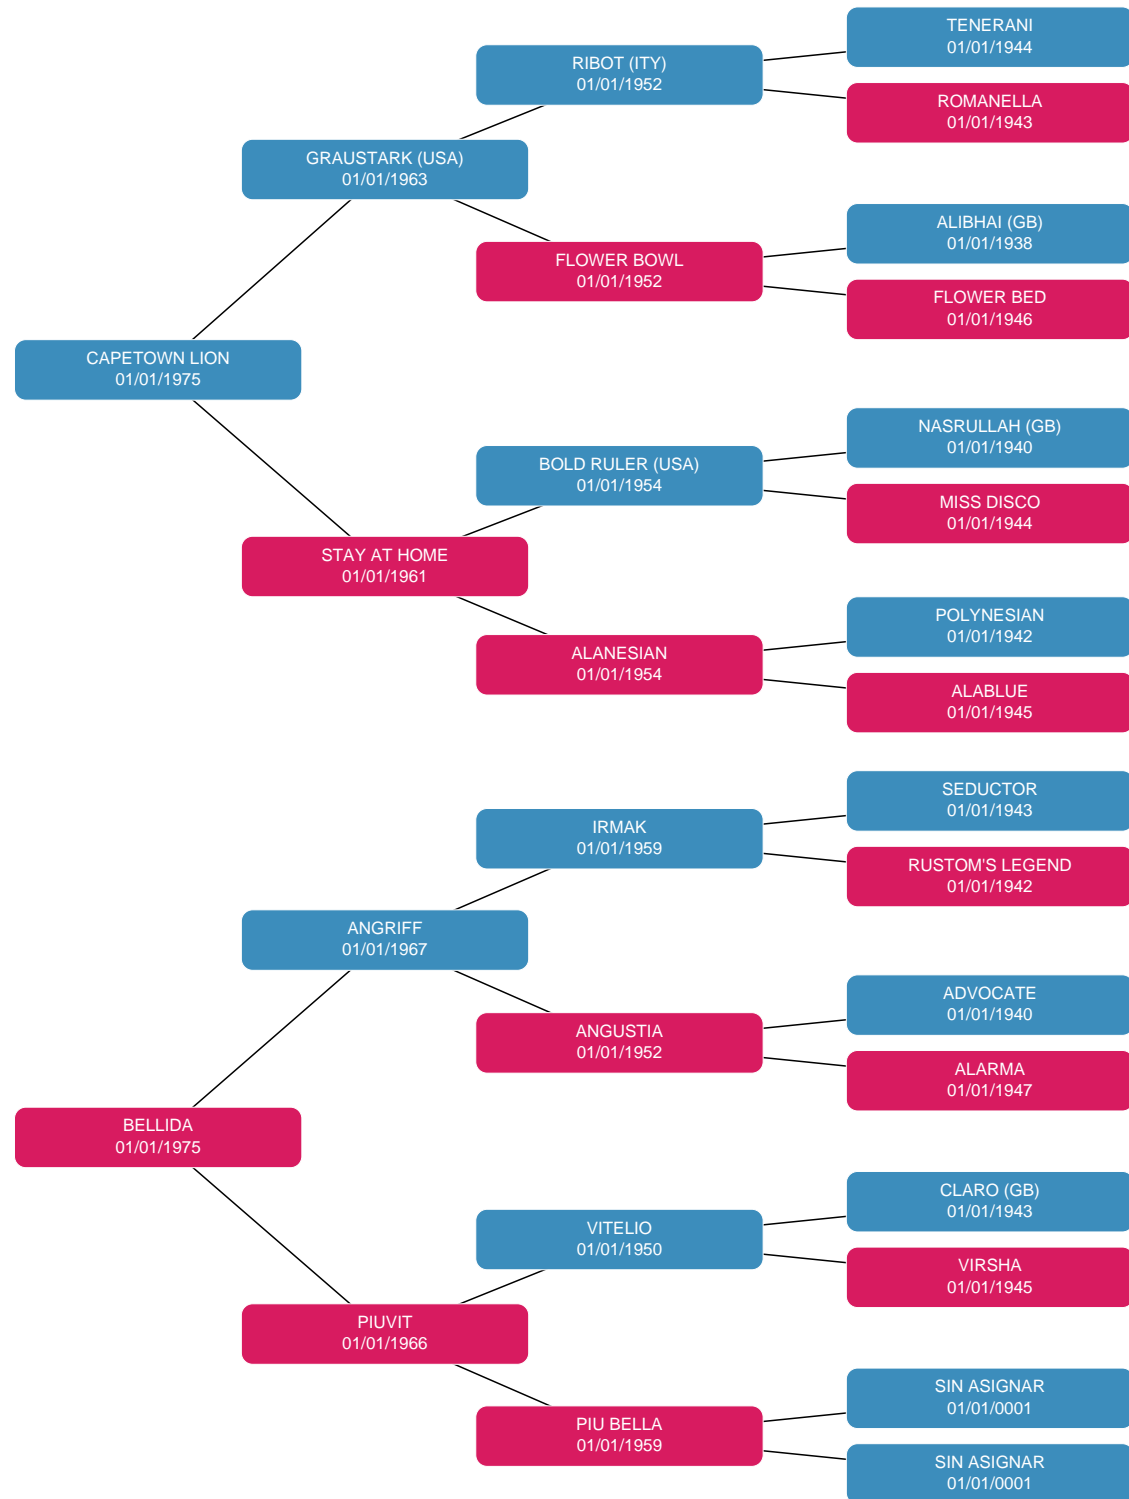 TENERANI
01/01/1944
RIBOT (ITY)
01/01/1952
ROMANELLA
01/01/1943
GRAUSTARK (USA)
01/01/1963
ALIBHAI (GB)
01/01/1938
FLOWER BOWL
01/01/1952
FLOWER BED
01/01/1946
CAPETOWN LION
01/01/1975
NASRULLAH (GB)
01/01/1940
BOLD RULER (USA)
01/01/1954
MISS DISCO
01/01/1944
STAY AT HOME
01/01/1961
POLYNESIAN
01/01/1942
ALANESIAN
01/01/1954
ALABLUE
01/01/1945
SEDUCTOR
01/01/1943
IRMAK
01/01/1959
RUSTOM'S LEGEND
01/01/1942
ANGRIFF
01/01/1967
ADVOCATE
01/01/1940
ANGUSTIA
01/01/1952
ALARMA
01/01/1947
BELLIDA
01/01/1975
CLARO (GB)
01/01/1943
VITELIO
01/01/1950
VIRSHA
01/01/1945
PIUVIT
01/01/1966
SIN ASIGNAR
01/01/0001
PIU BELLA
01/01/1959
SIN ASIGNAR
01/01/0001